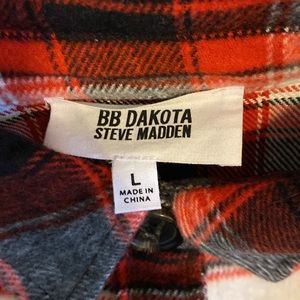 BB DAKOTA
STEVE MADDEN
L
MADE IN
CHINA